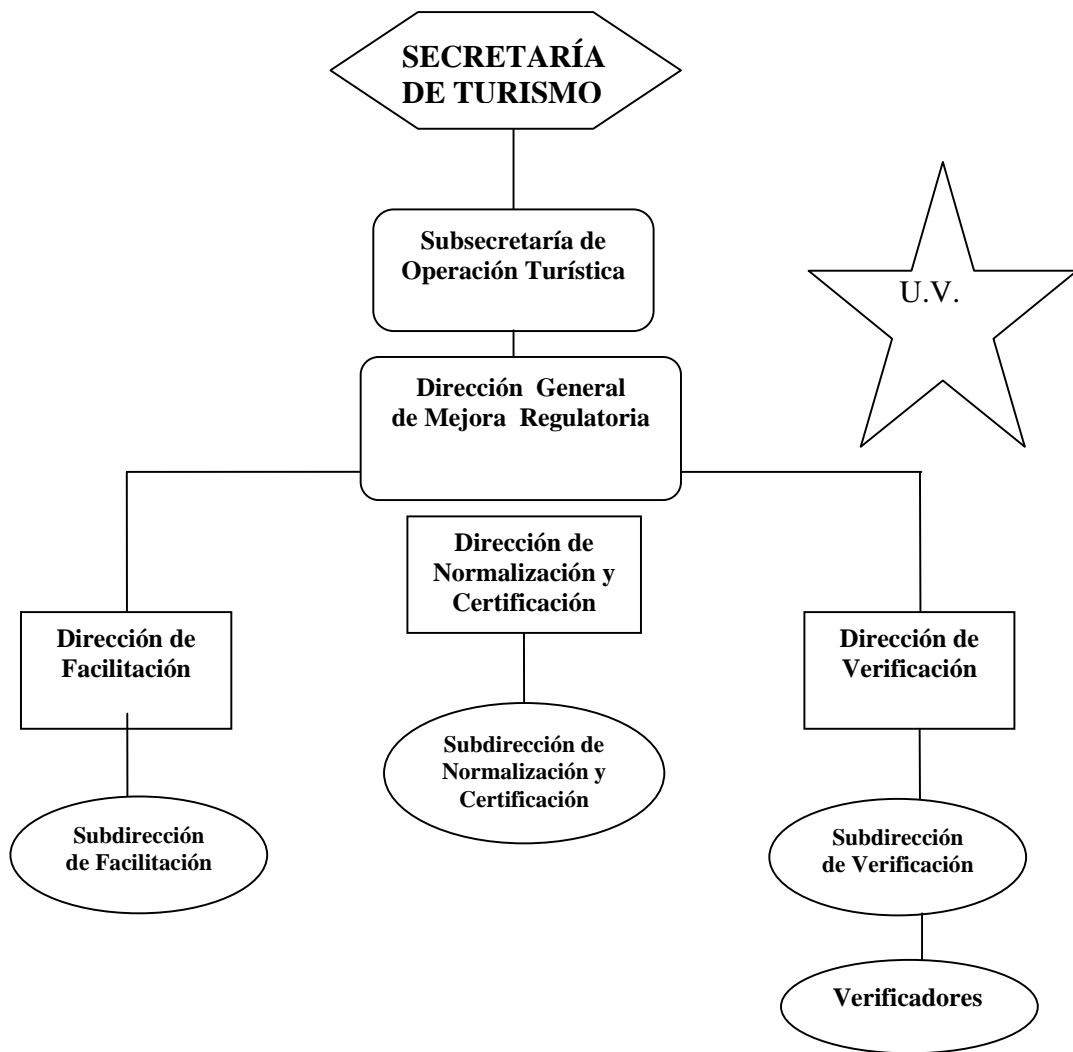 SECRETARÍA
DE TURISMO
Subsecretaría de
Operación Turística
U.V.
Dirección General
de Mejora Regulatoria
Dirección de
Normalización y
Certificación
Dirección de
Facilitación
Dirección de
Verificación
Subdirección de
Normalización y
Certificación
Subdirección
de Facilitación
Subdirección
de Verificación
Verificadores